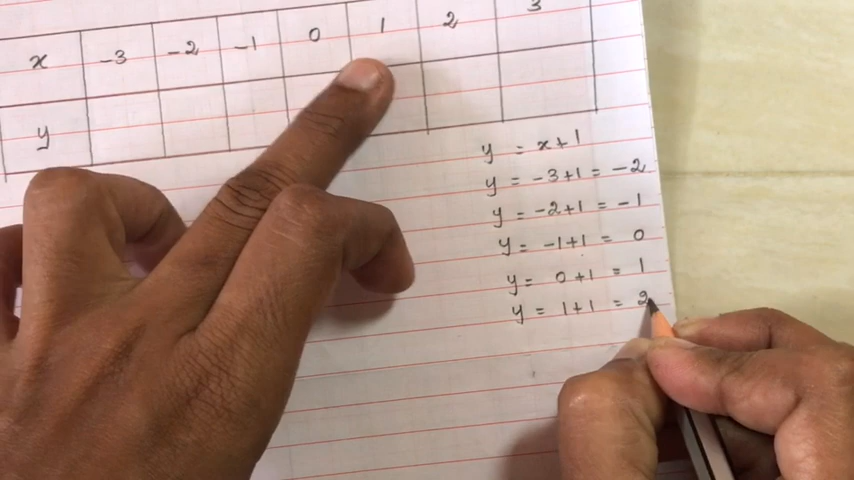 x -3 -2 -1 0 1 2 3
y
y = x+1
y = -3+1 = -2
y = -2+1 = -1
y = -1+1 = 0
y = 0+1 = 1
y = 1+1 = 2